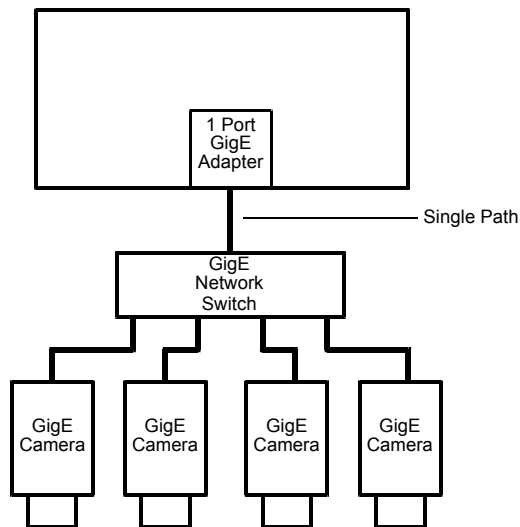 1 Port
GigE
Adapter
Single Path
GigE
Network
Switch
GigE
Camera
GigE
Camera
GigE
Camera
GigE
Camera